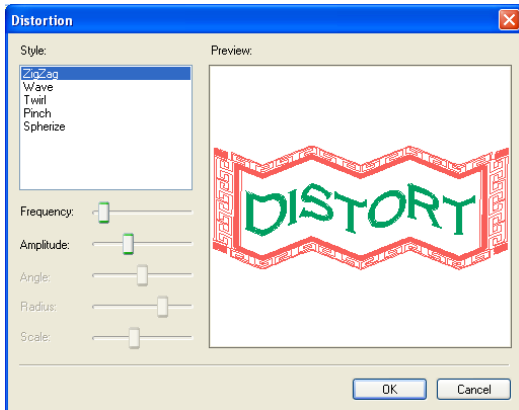 Distortion
Style:
Preview:
ZigZag
Wave
Twirl
Pinch
Spherize
DISTORT
Frequency:
Amplitude:
Angle:
Radius:
Scale:
OK
Cancel